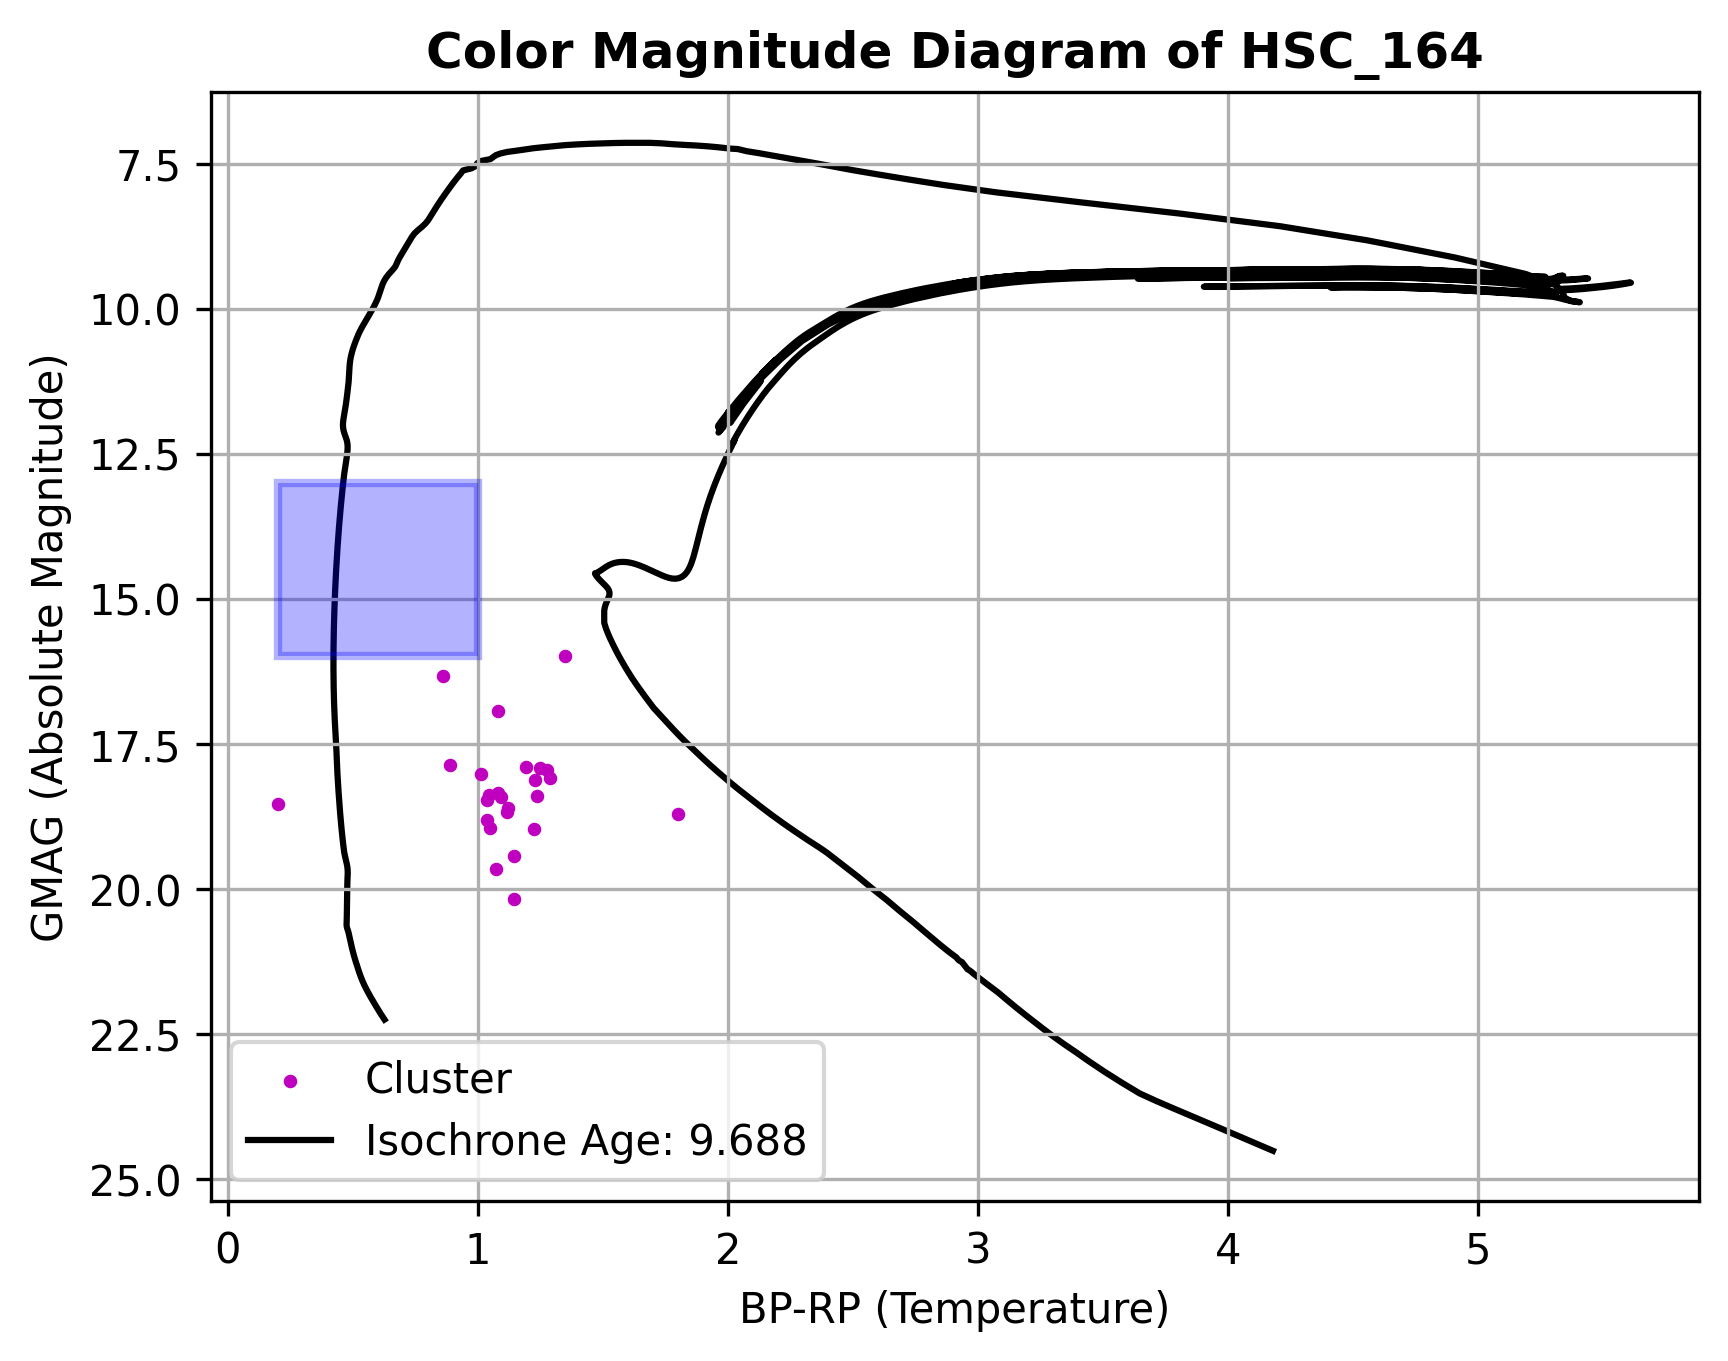 Color Magnitude Diagram of HSC_164
GMAG (Absolute Magnitude)
7.5
10.0
12.5
15.0
17.5
20.0
22.5
25.0
Cluster
Isochrone Age: 9.688
0 1 2 3 4 5
BP-RP (Temperature)